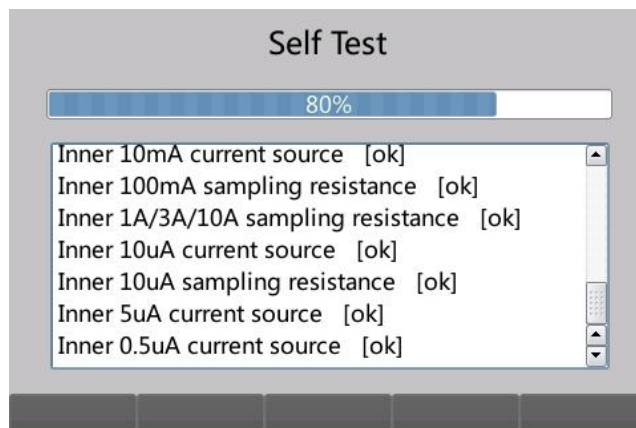 Self Test
80%
Inner 10mA current source [ok]
Inner 100mA sampling resistance [ok]
Inner 1A/3A/10A sampling resistance [ok]
Inner 10uA current source [ok]
Inner 10uA sampling resistance [ok]
Inner 5uA current source [ok]
Inner 0.5uA current source [ok]